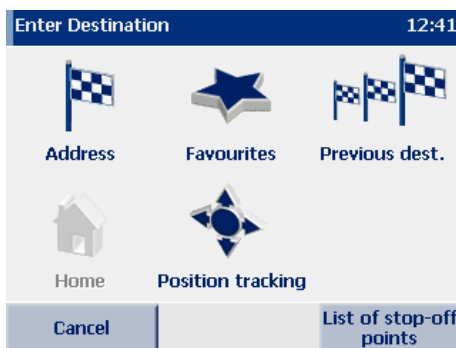 Enter Destination 12:41
Address Favourites Previous dest.
Home Position tracking
Cancel List of stop-off
points